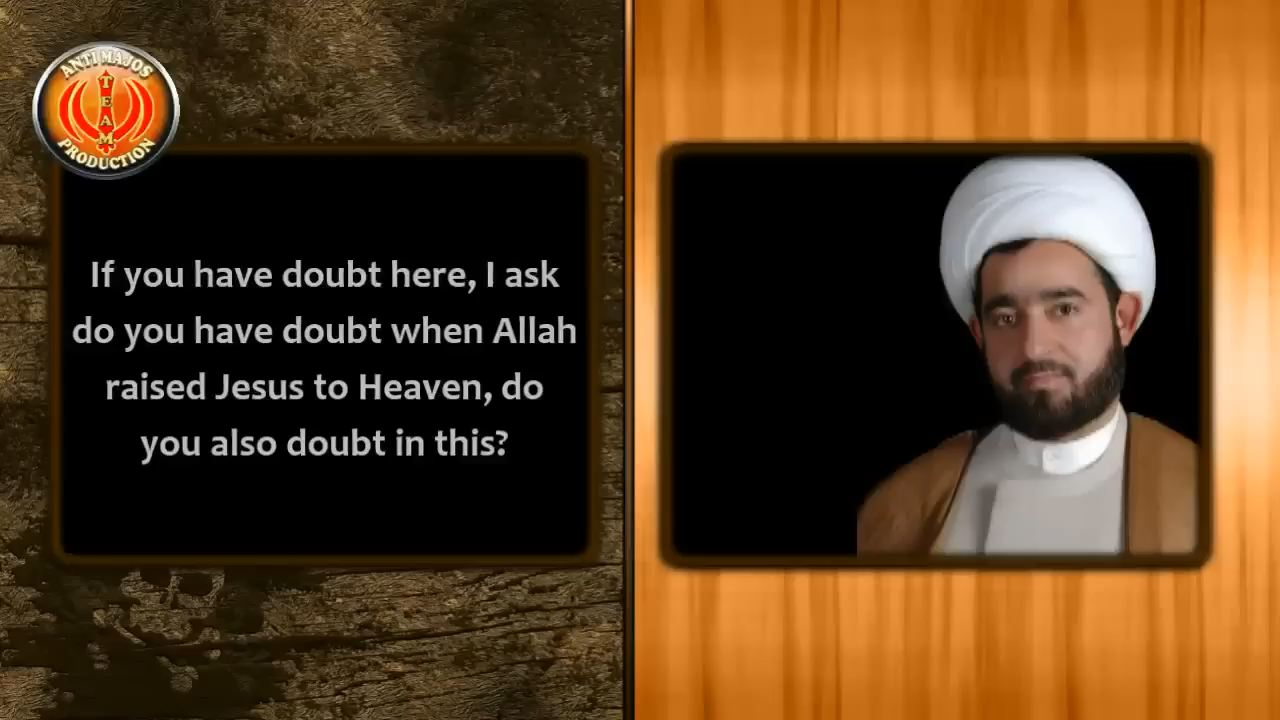 ANTI MAJOS
TEAM
PRODUCTION
If you have doubt here, I ask
do you have doubt when Allah
raised Jesus to Heaven, do
you also doubt in this?